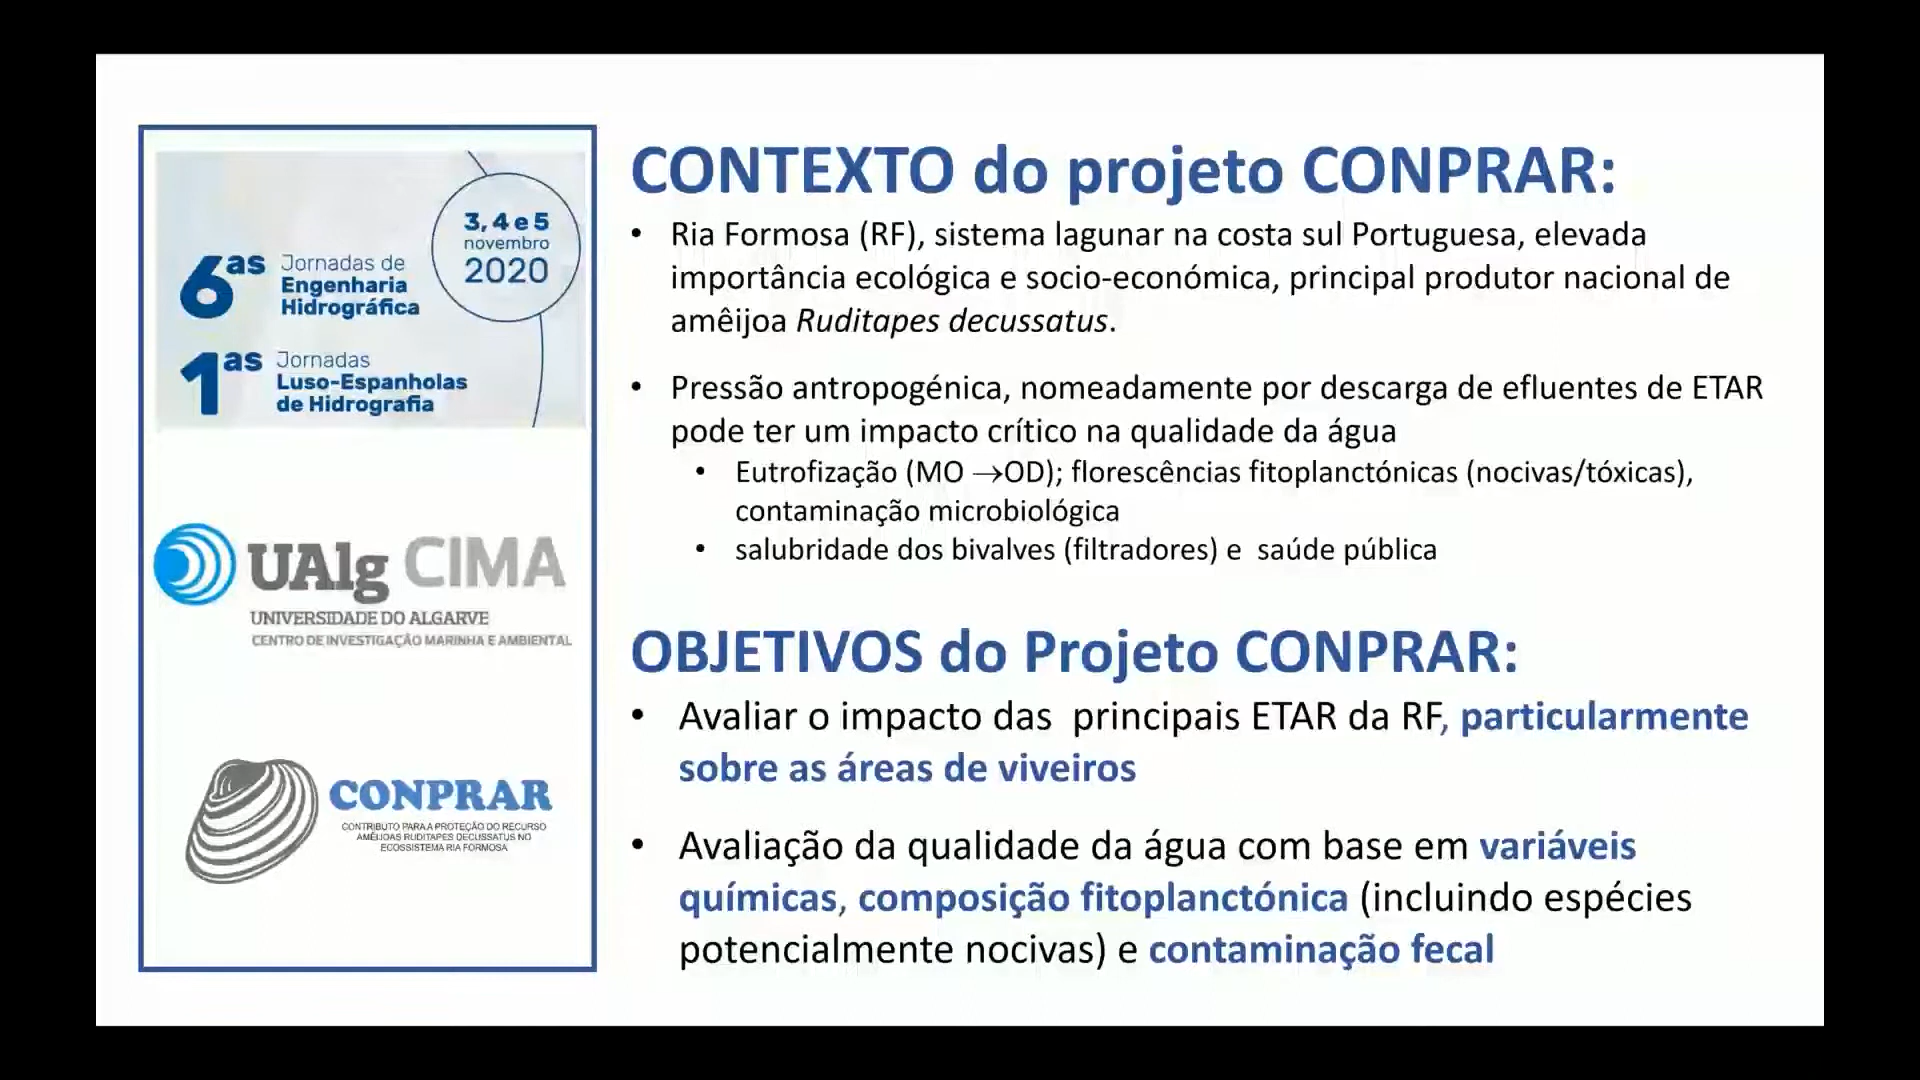 6as Jornadas de
Engenharia
Hidrográfica
3, 4 e 5
novembro
2020
1as Jornadas
Luso-Espanholas
de Hidrografia
UAlg CIMA
UNIVERSIDADE DO ALGARVE
CENTRO DE INVESTIGAÇÃO MARINHA E AMBIENTAL
CONPRAR
CONTRIBUTO PARA A PROTEÇÃO DO RECURSO
AMÊIJOAS RUDITAPES DECUSSATUS NO
ECOSSISTEMA RIA FORMOSA
CONTEXTO do projeto CONPRAR:
• Ria Formosa (RF), sistema lagunar na costa sul Portuguesa, elevada
importância ecológica e socio-económica, principal produtor nacional de
amêijoa Ruditapes decussatus.
• Pressão antropogénica, nomeadamente por descarga de efluentes de ETAR
pode ter um impacto crítico na qualidade da água
• Eutrofização (MO →OD); florescências fitoplanctónicas (nocivas/tóxicas),
contaminação microbiológica
• salubridade dos bivalves (filtradores) e saúde pública
OBJETIVOS do Projeto CONPRAR:
• Avaliar o impacto das principais ETAR da RF, particularmente
sobre as áreas de viveiros
• Avaliação da qualidade da água com base em variáveis
químicas, composição fitoplanctónica (incluindo espécies
potencialmente nocivas) e contaminação fecal